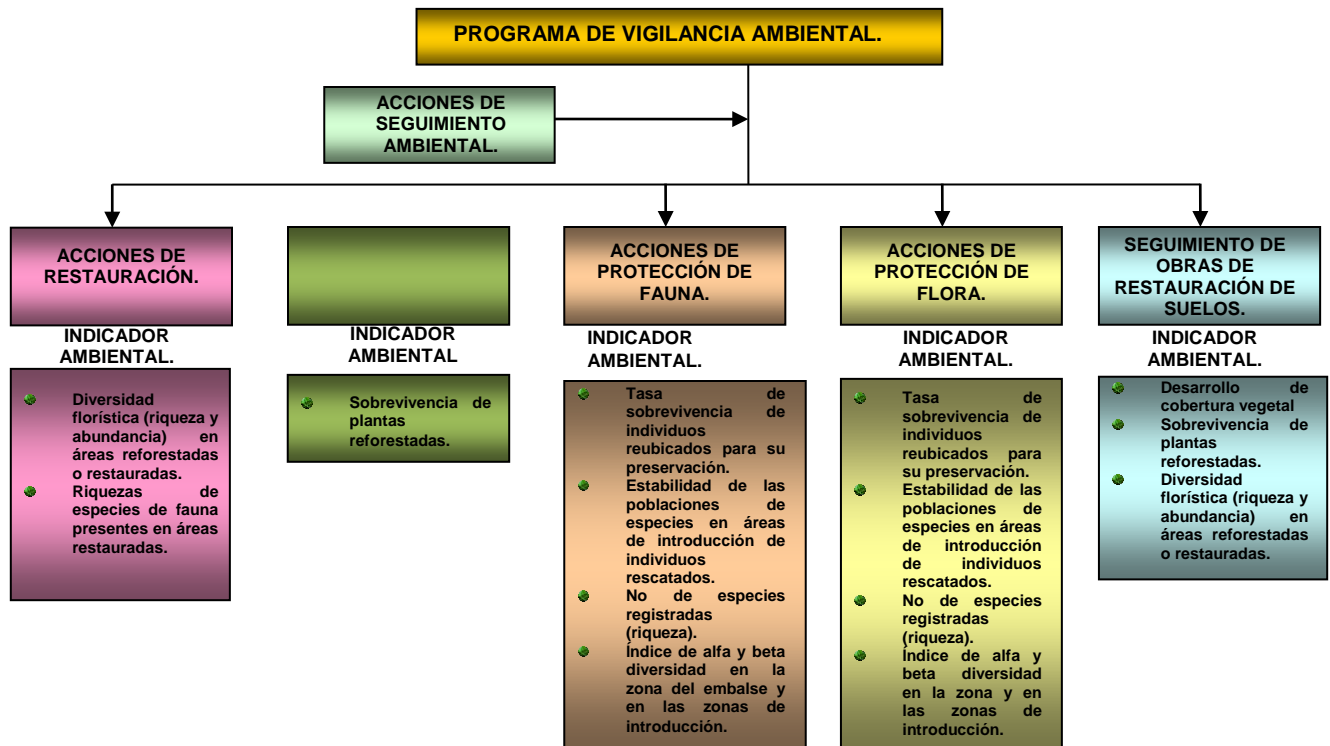 PROGRAMA DE VIGILANCIA AMBIENTAL.
ACCIONES DE
SEGUIMIENTO
AMBIENTAL.
ACCIONES DE
RESTAURACIÓN.
INDICADOR
AMBIENTAL.
Diversidad
florística (riqueza y
abundancia) en
áreas reforestadas
o restauradas.
Riquezas de
especies de fauna
presentes en áreas
restauradas.
INDICADOR
AMBIENTAL
Sobrevivencia de
plantas
reforestadas.
ACCIONES DE
PROTECCIÓN DE
FAUNA.
INDICADOR
AMBIENTAL.
Tasa de
sobrevivencia de
individuos
reubicados para su
preservación.
Estabilidad de las
poblaciones de
especies en áreas
de introducción de
individuos
rescatados.
No de especies
registradas
(riqueza).
Índice de alfa y beta
diversidad en la
zona del embalse y
en las zonas de
introducción.
ACCIONES DE
PROTECCIÓN DE
FLORA.
INDICADOR
AMBIENTAL.
Tasa de
sobrevivencia de
individuos
reubicados para
su preservación.
Estabilidad de las
poblaciones de
especies en áreas
de introducción
de individuos
rescatados.
No de especies
registradas
(riqueza).
Índice de alfa y
beta diversidad
en la zona y en
las zonas de
introducción.
SEGUIMIENTO DE
OBRAS DE
RESTAURACIÓN DE
SUELOS.
INDICADOR
AMBIENTAL.
Desarrollo de
cobertura vegetal
Sobrevivencia de
plantas
reforestadas.
Diversidad
florística (riqueza y
abundancia) en
áreas reforestadas
o restauradas.